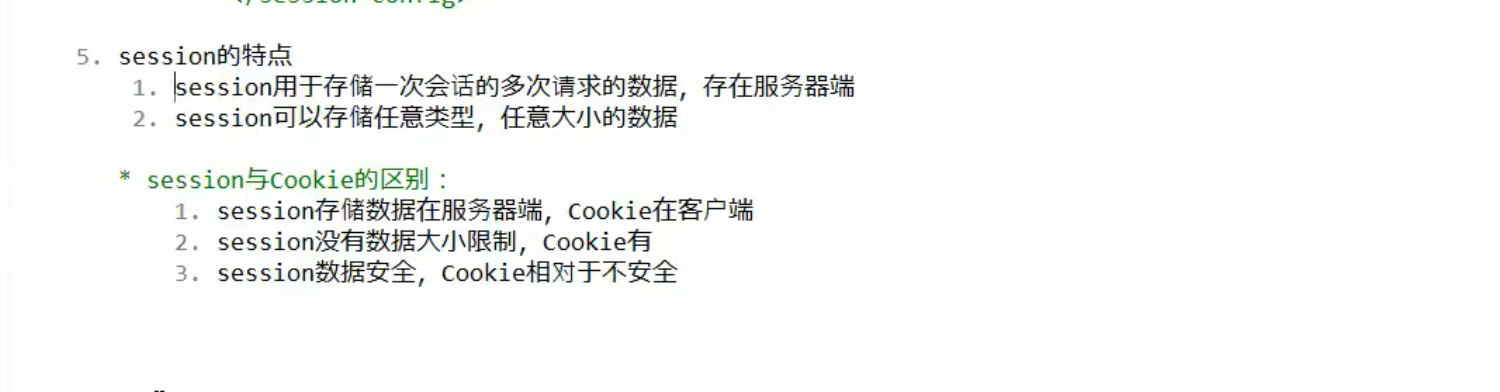 5. session的特点
1. session用于存储一次会话的多次请求的数据，存在服务器端
2. session可以存储任意类型，任意大小的数据
* session与Cookie的区别：
1. session存储数据在服务器端，Cookie在客户端
2. session没有数据大小限制，Cookie有
3. session数据安全，Cookie相对于不安全